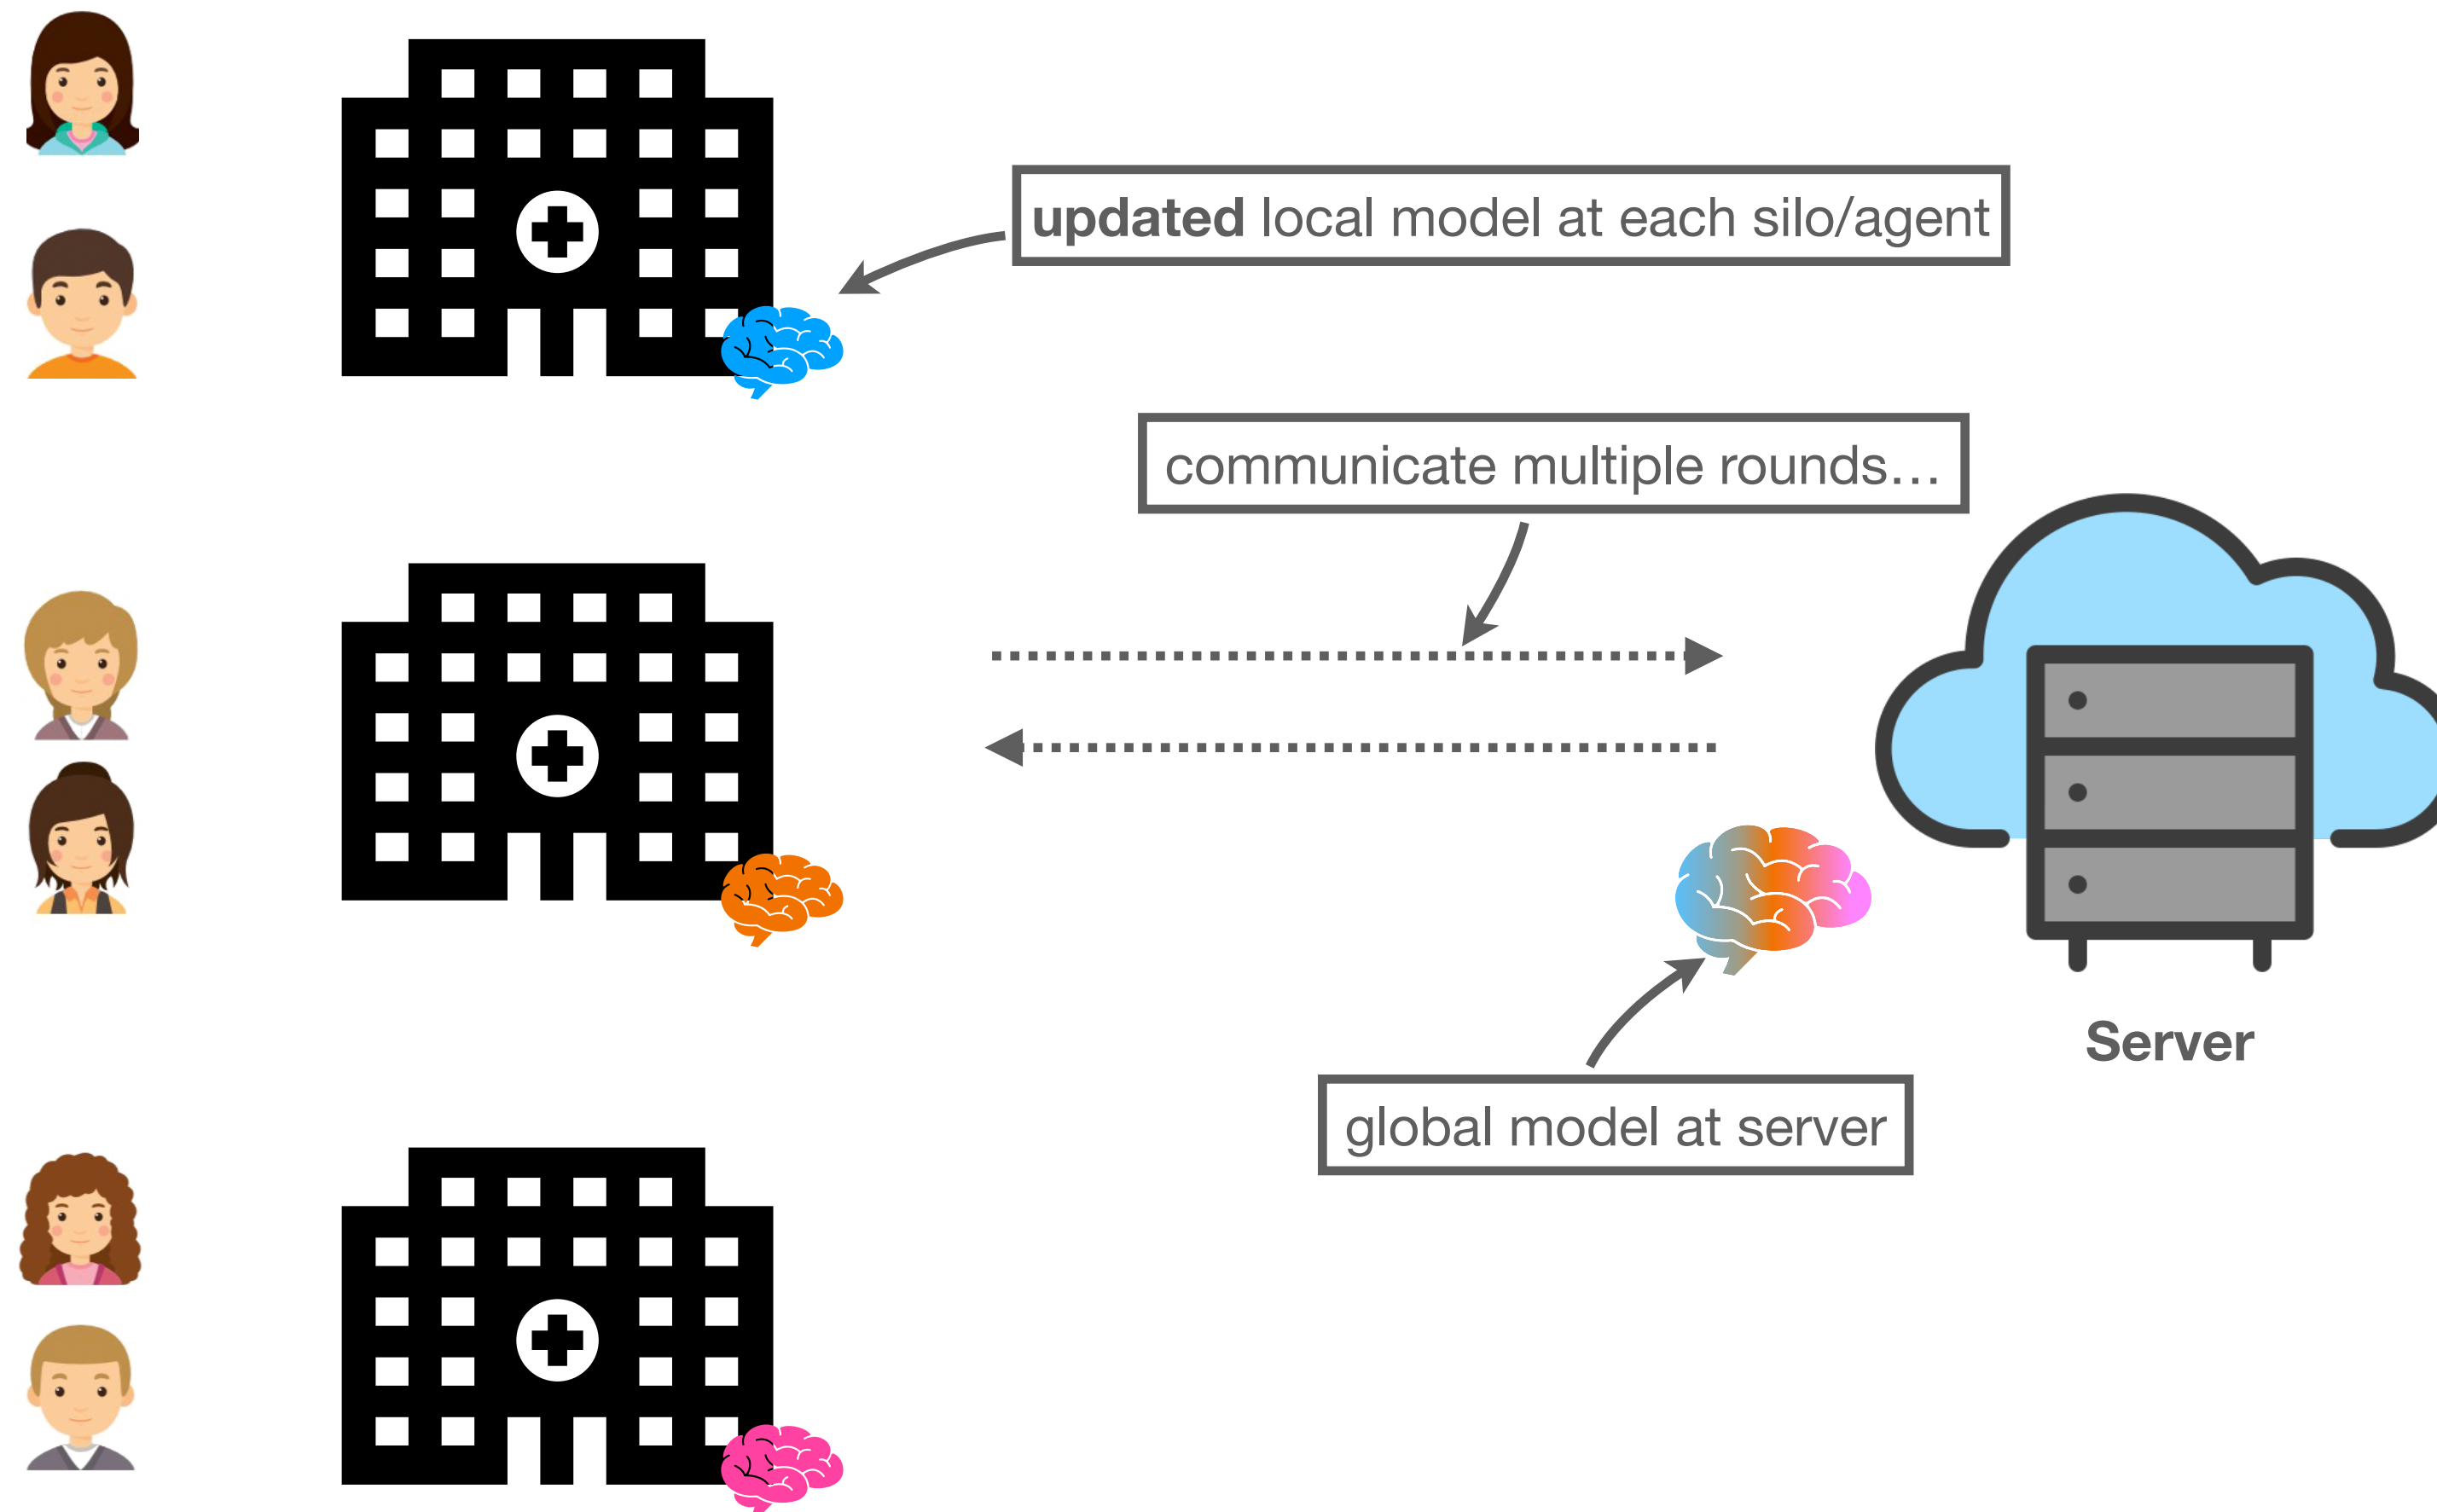 updated local model at each silo/agent
communicate multiple rounds...
Server
global model at server